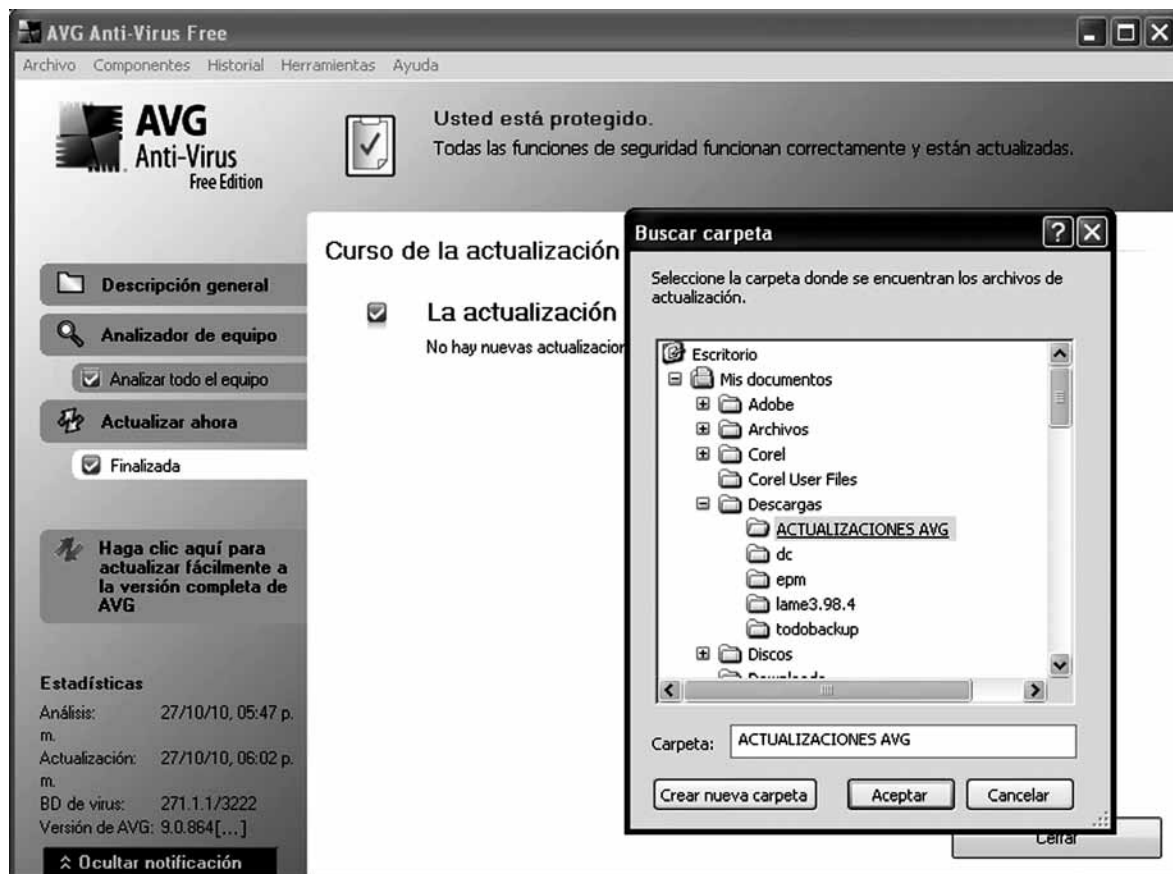 AVG Anti-Virus Free
Archivo Componentes Historial Herramientas Ayuda
AVG
Anti-Virus
Free Edition
Usted está protegido.
Todas las funciones de seguridad funcionan correctamente y están actualizadas.
Descripción general
Analizador de equipo
Analizar todo el equipo
Actualizar ahora
Finalizada
Haga clic aquí para
actualizar fácilmente a
la versión completa de
AVG
Estadísticas
Análisis: 27/10/10, 05:47 p.
m.
Actualización: 27/10/10, 06:02 p.
m.
BD de virus: 271.1.1/3222
Versión de AVG: 9.0.864[...]
Ocultar notificación
Curso de la actualización
La actualización
No hay nuevas actualizacion
Buscar carpeta
Seleccione la carpeta donde se encuentran los archivos de
actualización.
Escritorio
Mis documentos
Adobe
Archivos
Corel
Corel User Files
Descargas
ACTUALIZACIONES AVG
dc
epm
lame3.98.4
todobackup
Discos
Downloads
Carpeta: ACTUALIZACIONES AVG
Crear nueva carpeta Aceptar Cancelar
Cerrar